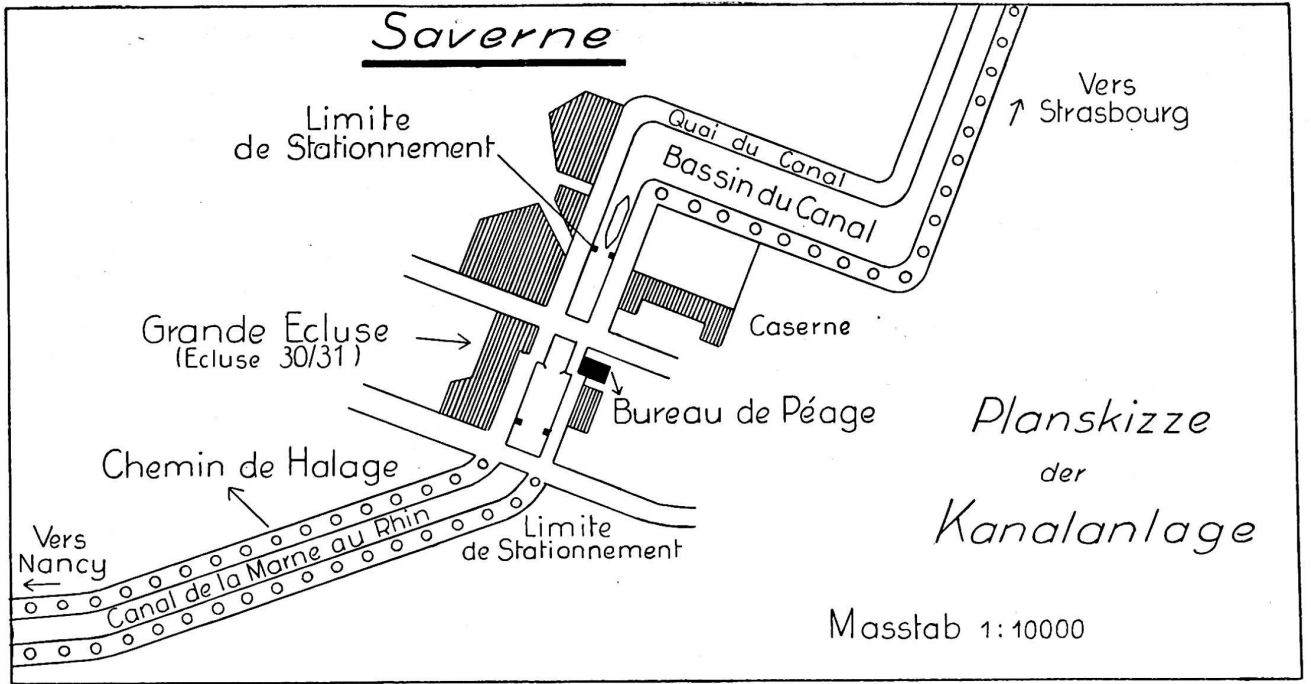 Saverne
Limite
de Stationnement
Quai du Canal
Bassin du Canal
Vers
Strasbourg
Grande Ecluse
(Ecluse 30/31)
Caserne
Bureau de Péage
Chemin de Halage
Vers
Nancy
Canal de la Marne au Rhin
Limite
de Stationnement
Planskizze
der
Kanalanlage
Masstab 1:10000